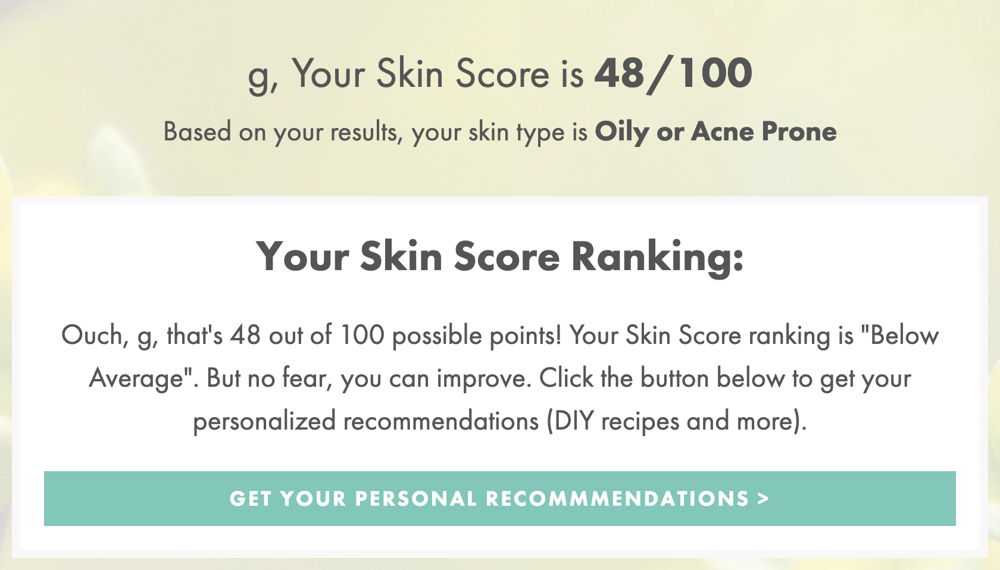 g, Your Skin Score is 48/100
Based on your results, your skin type is Oily or Acne Prone
Your Skin Score Ranking:
Ouch, g, that's 48 out of 100 possible points! Your Skin Score ranking is "Below
Average". But no fear, you can improve. Click the button below to get your
personalized recommendations (DIY recipes and more).
GET YOUR PERSONAL RECOMMMENDATIONS >